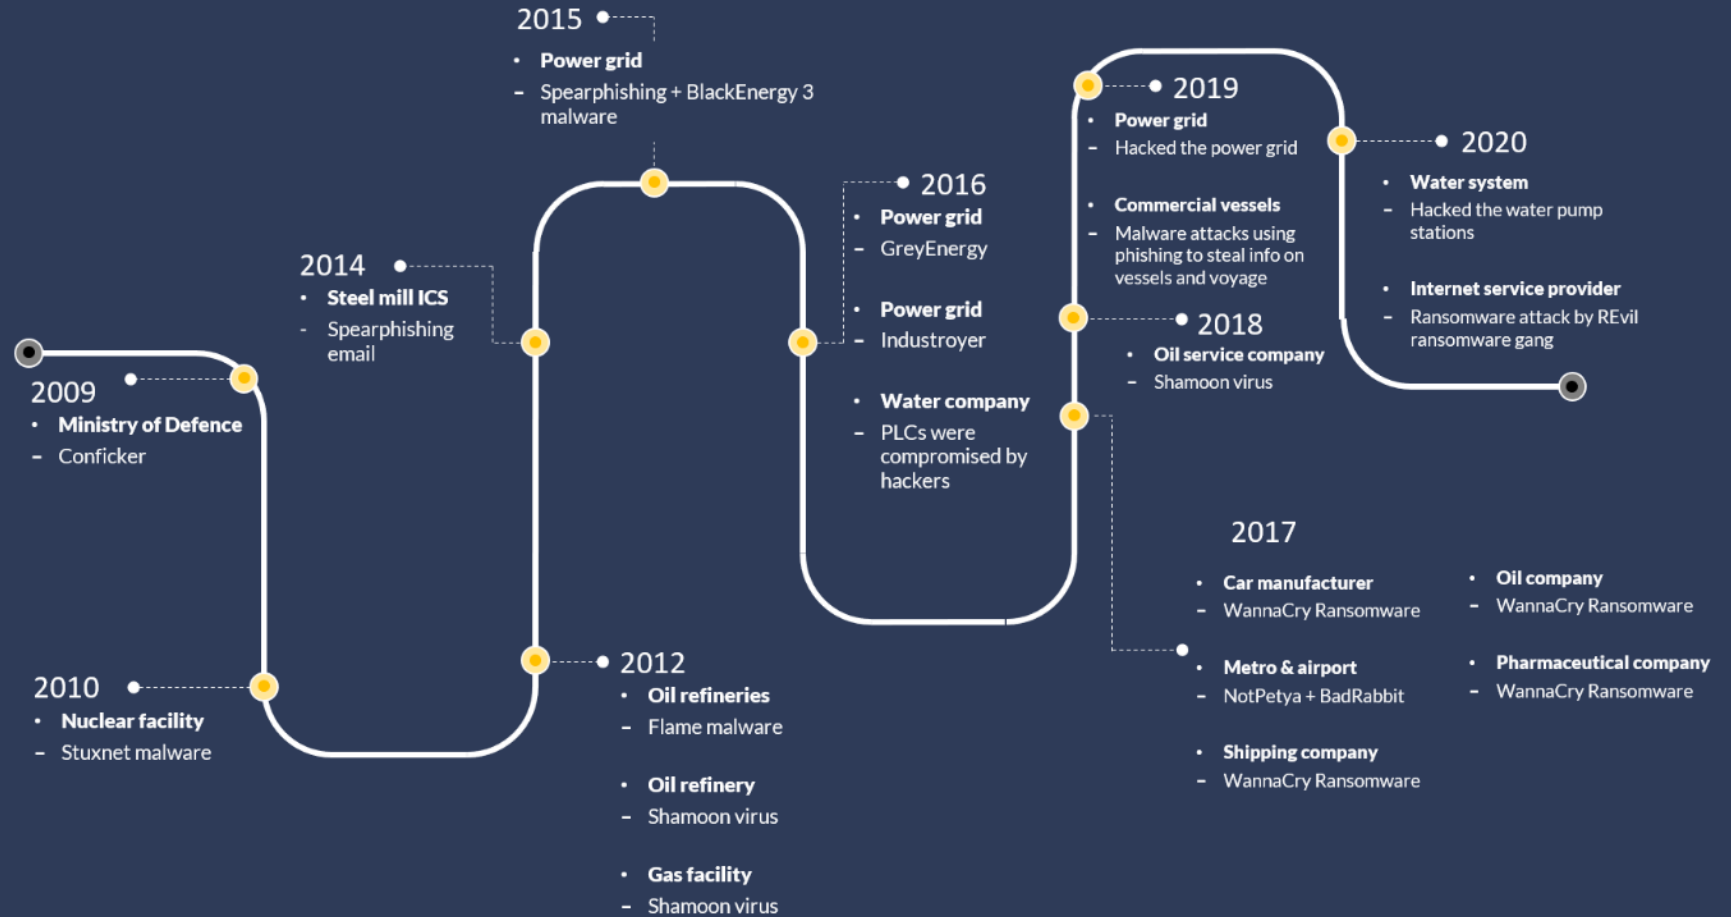 2009
• Ministry of Defence
– Conficker
2010
• Nuclear facility
– Stuxnet malware
2012
• Oil refineries
– Flame malware
• Oil refinery
– Shamoon virus
• Gas facility
– Shamoon virus
2014
• Steel mill ICS
- Spearphishing
email
2015
• Power grid
– Spearphishing + BlackEnergy 3
malware
2016
• Power grid
– GreyEnergy
• Power grid
– Industroyer
• Water company
– PLCs were
compromised by
hackers
2017
• Car manufacturer
– WannaCry Ransomware
• Metro & airport
– NotPetya + BadRabbit
• Shipping company
– WannaCry Ransomware
• Oil company
– WannaCry Ransomware
• Pharmaceutical company
– WannaCry Ransomware
2018
• Oil service company
– Shamoon virus
2019
• Power grid
– Hacked the power grid
• Commercial vessels
– Malware attacks using
phishing to steal info on
vessels and voyage
2020
• Water system
– Hacked the water pump
stations
• Internet service provider
– Ransomware attack by REvil
ransomware gang